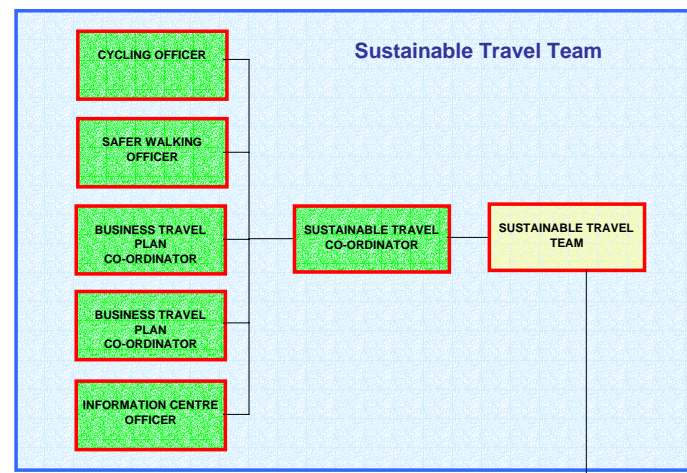 Sustainable Travel Team
CYCLING OFFICER
SAFER WALKING
OFFICER
BUSINESS TRAVEL
PLAN
CO-ORDINATOR
SUSTAINABLE TRAVEL
CO-ORDINATOR
SUSTAINABLE TRAVEL
TEAM
BUSINESS TRAVEL
PLAN
CO-ORDINATOR
INFORMATION CENTRE
OFFICER